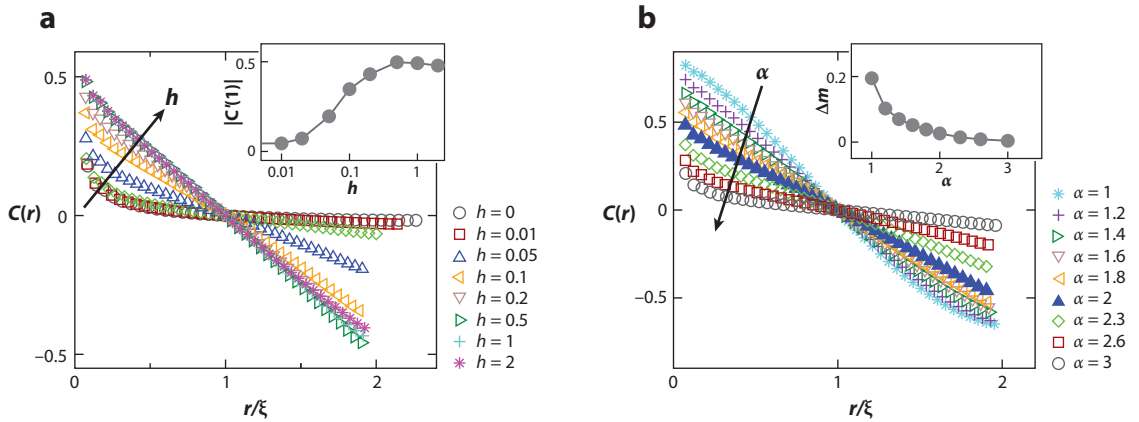 a
0.5
0
−0.5
C(r)
0
1
2
r/ξ
h
|C'(1)|
0.5
0
0.01
0.1
1
h
h = 0
h = 0.01
h = 0.05
h = 0.1
h = 0.2
h = 0.5
h = 1
h = 2
b
0.5
0
−0.5
C(r)
0
1
2
r/ξ
α
Δm
0.2
0
1
2
3
α
α = 1
α = 1.2
α = 1.4
α = 1.6
α = 1.8
α = 2
α = 2.3
α = 2.6
α = 3